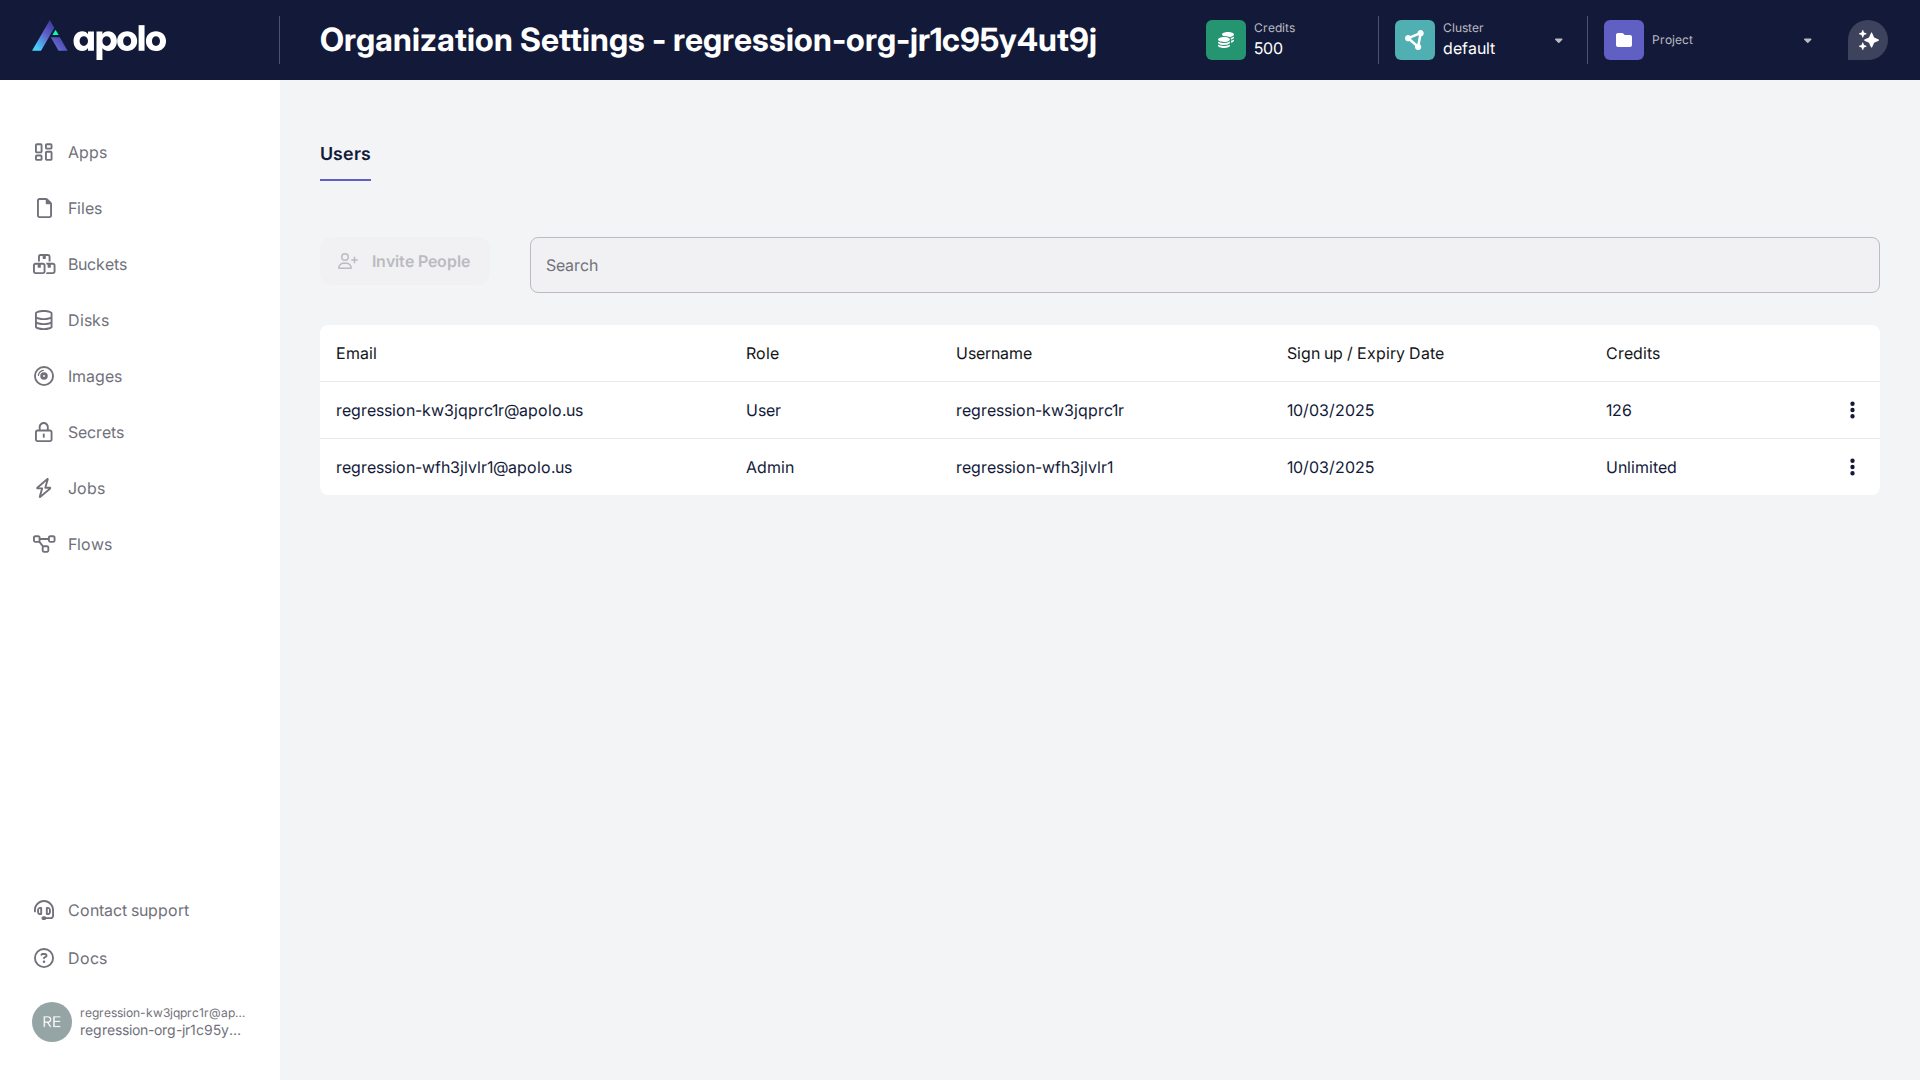 apolo
Organization Settings - regression-org-jr1c95y4ut9j
Credits
500
Cluster
default
Project
Apps
Files
Buckets
Disks
Images
Secrets
Jobs
Flows
Contact support
Docs
RE
regression-kw3jqprc1r@ap...
regression-org-jr1c95y...
Users
Invite People
Search
Email Role Username Sign up / Expiry Date Credits
regression-kw3jqprc1r@apolo.us User regression-kw3jqprc1r 10/03/2025 126
regression-wfh3jlvlr1@apolo.us Admin regression-wfh3jlvlr1 10/03/2025 Unlimited